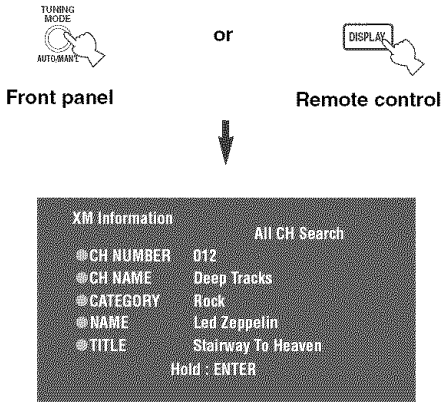 TUNING
MODE
AUTO/MAN'L
or
DISPLAY
Front panel
Remote control
XM Information
All CH Search
CH NUMBER 012
CH NAME Deep Tracks
CATEGORY Rock
NAME Led Zeppelin
TITLE Stairway To Heaven
Hold : ENTER